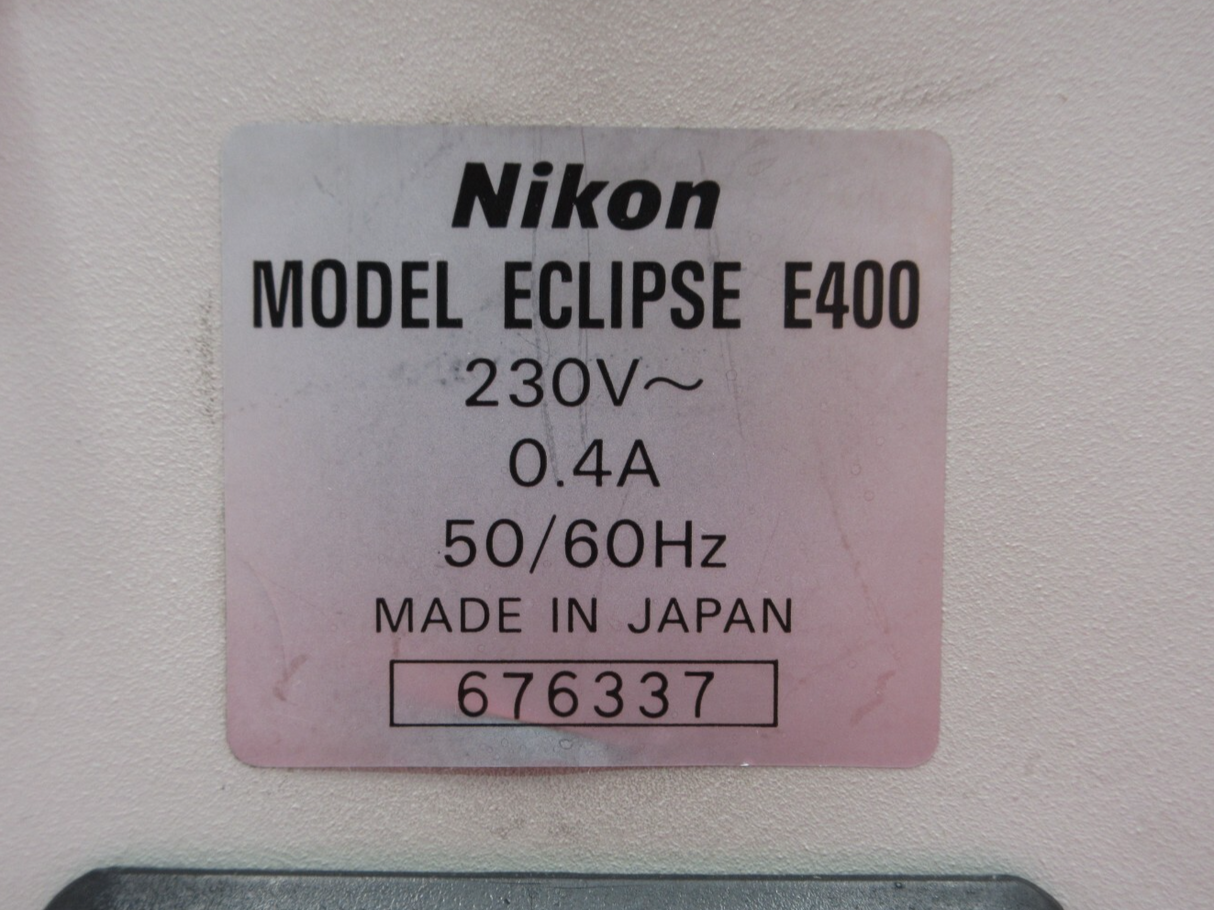 Nikon
MODEL ECLIPSE E400
230V～
0.4A
50/60Hz
MADE IN JAPAN
676337